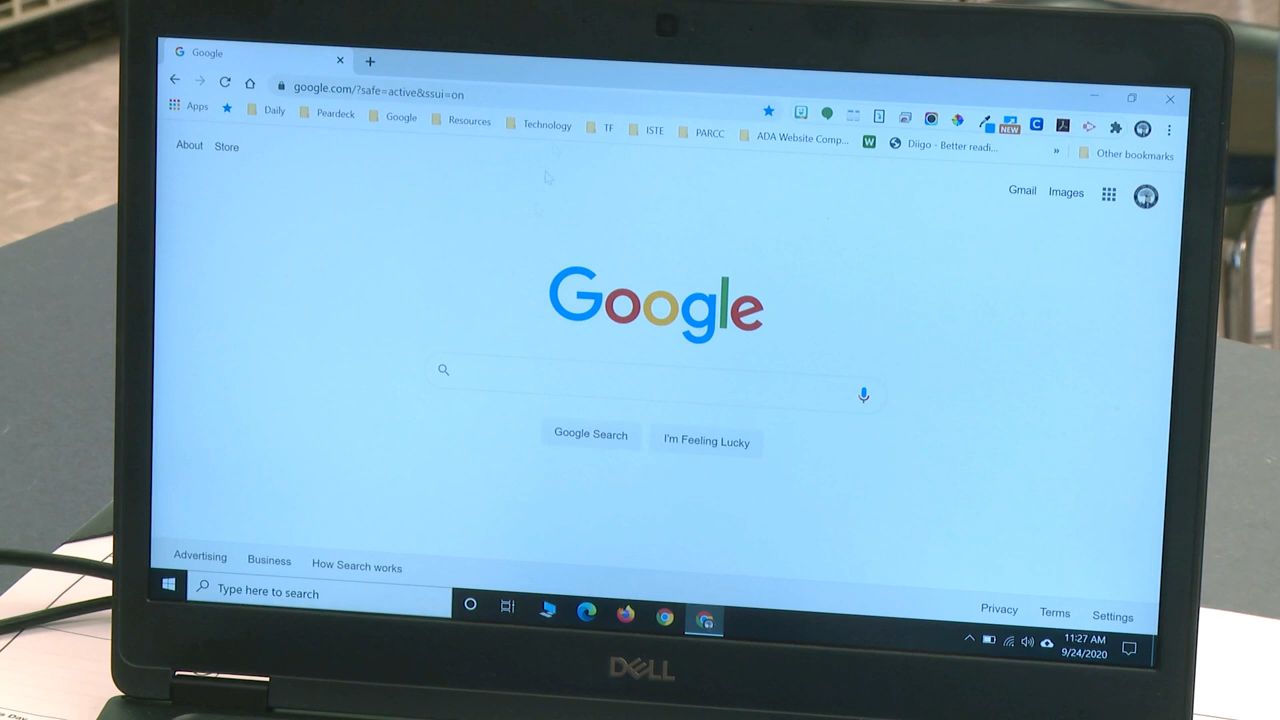 Google
google.com/?safe=active&ssui=on
Apps Daily Peardeck Google Resources Technology TF ISTE PARCC ADA Website Comp... W Diigo - Better readi... » Other bookmarks
NEW
About Store
Gmail Images
Google
Google Search I'm Feeling Lucky
Advertising Business How Search works
Privacy Terms Settings
Type here to search
11:27 AM
9/24/2020
DELL